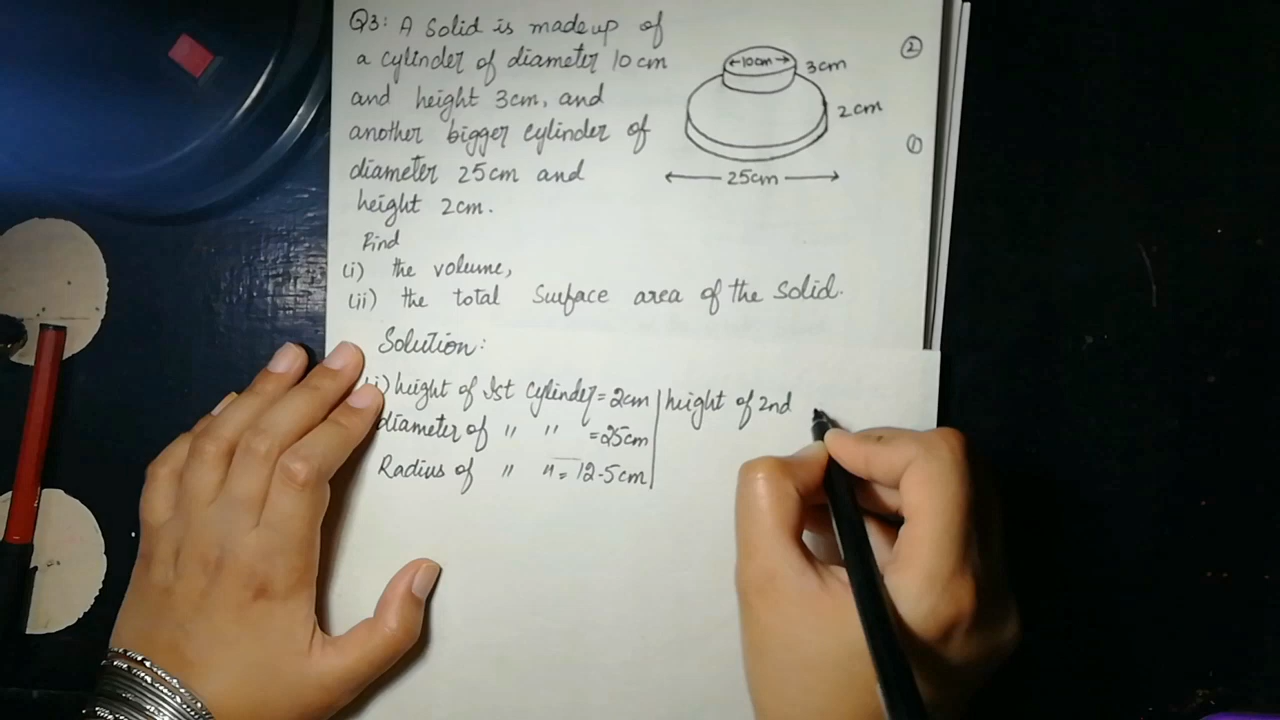 Q3: A Solid is made up of
a cylinder of diameter 10 cm
and height 3cm, and
another bigger cylinder of
diameter 25cm and
height 2cm.
Find
(i) the volume,
(ii) the total surface area of the solid.
10cm
3cm
②
2cm
①
25cm
Solution:
(i) height of Ist cylinder = 2cm
diameter of " " = 25cm
Radius of " " = 12.5cm
height of 2nd